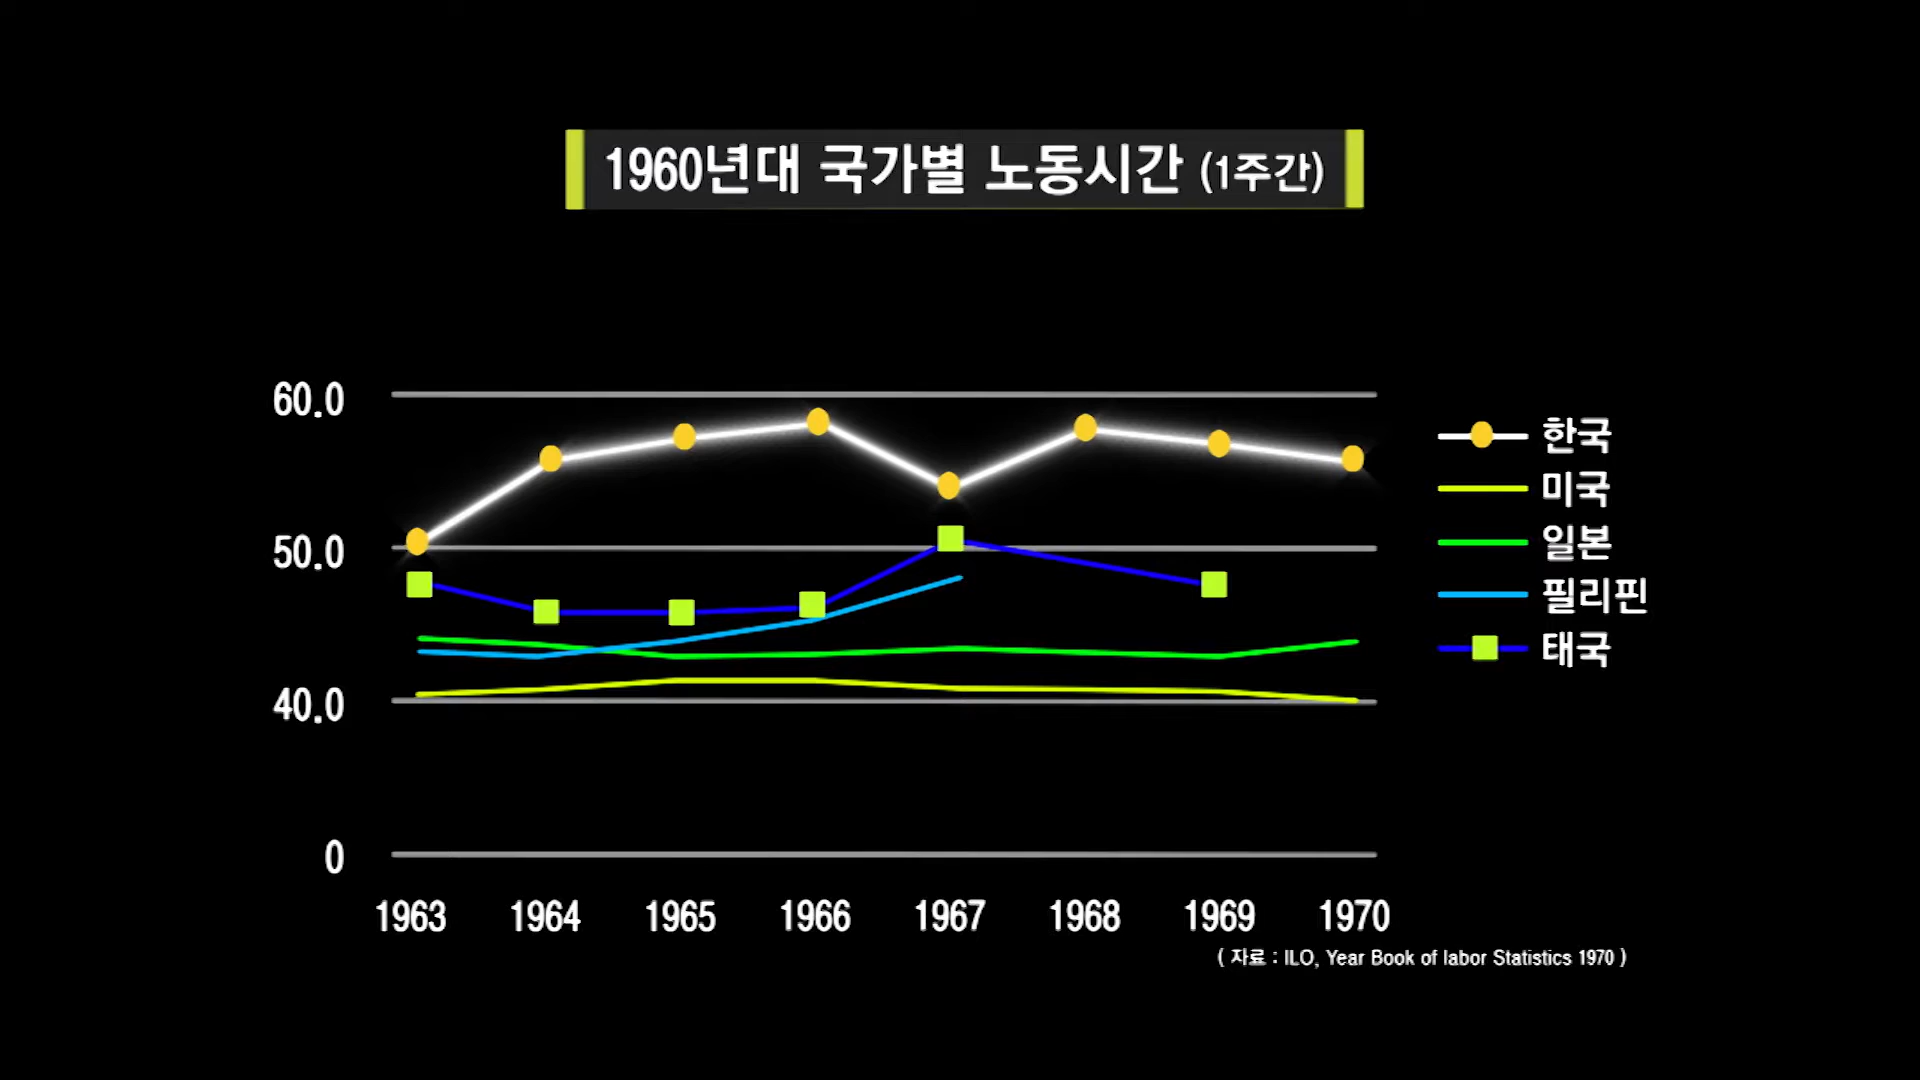 1960년대 국가별 노동시간 (1주간)
60.0
50.0
40.0
0
1963 1964 1965 1966 1967 1968 1969 1970
한국
미국
일본
필리핀
태국
( 자료 : ILO, Year Book of labor Statistics 1970 )